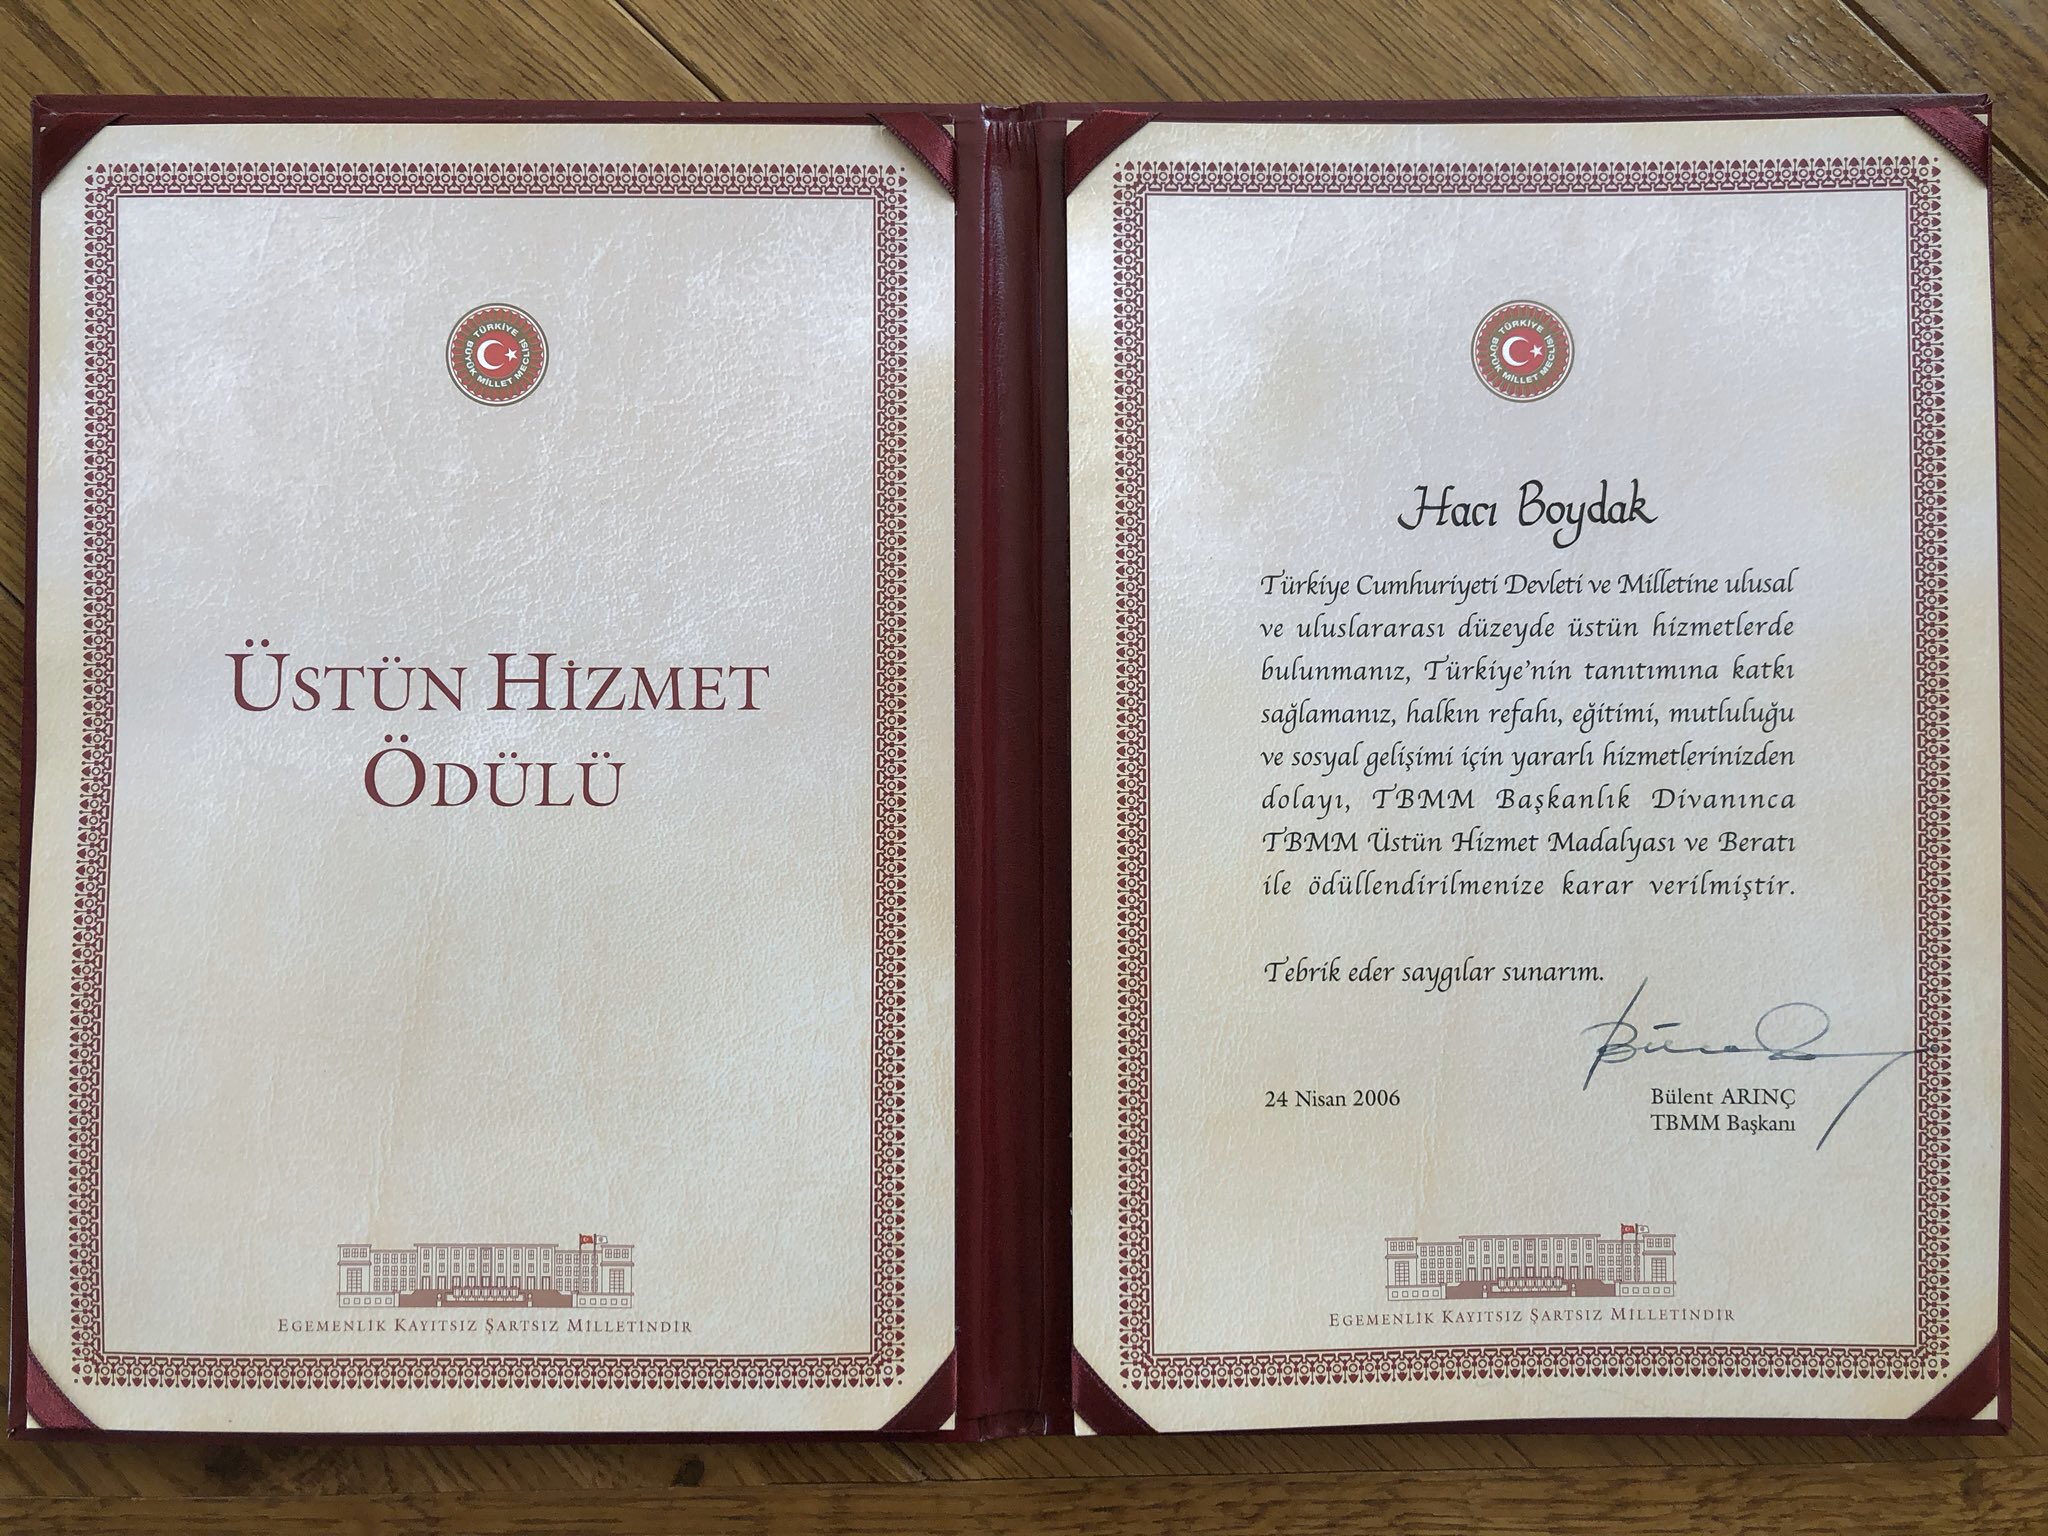 TÜRKİYE BÜYÜK MİLLET MECLİSİ
ÜSTÜN HİZMET
ÖDÜLÜ
EGEMENLİK KAYITSIZ ŞARTSIZ MİLLETİNDİR
TÜRKİYE BÜYÜK MİLLET MECLİSİ
Hacı Boydak
Türkiye Cumhuriyeti Devleti ve Milletine ulusal
ve uluslararası düzeyde üstün hizmetlerde
bulunmanız, Türkiye'nin tanıtımına katkı
sağlamanız, halkın refahı, eğitimi, mutluluğu
ve sosyal gelişimi için yararlı hizmetlerinizden
dolayı, TBMM Başkanlık Divanınca
TBMM Üstün Hizmet Madalyası ve Beratı
ile ödüllendirilmenize karar verilmiştir.
Tebrik eder saygılar sunarım.
24 Nisan 2006
Bülent ARINÇ
TBMM Başkanı
EGEMENLİK KAYITSIZ ŞARTSIZ MİLLETİNDİR